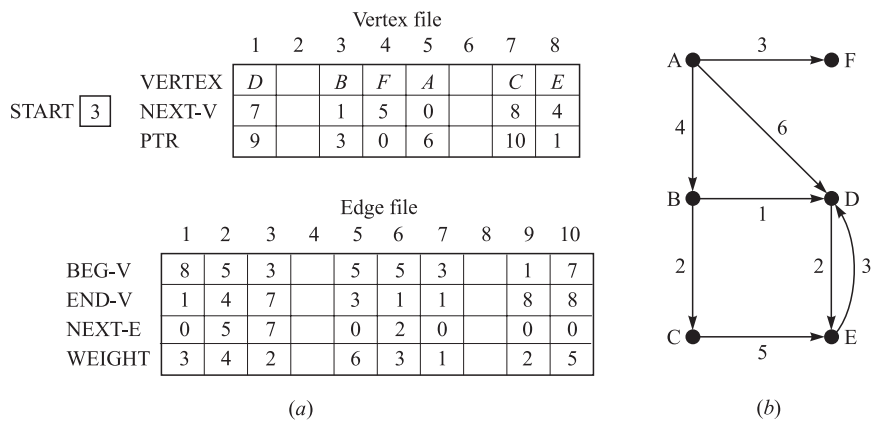 Vertex file
1 2 3 4 5 6 7 8
VERTEX D B F A C E
START 3 NEXT-V 7 1 5 0 8 4
PTR 9 3 0 6 10 1
Edge file
1 2 3 4 5 6 7 8 9 10
BEG-V 8 5 3 5 5 3 1 7
END-V 1 4 7 3 1 1 8 8
NEXT-E 0 5 7 0 2 0 0 0
WEIGHT 3 4 2 6 3 1 2 5
(a)
A 3 F
4 6
B 1 D
2 2 3
C 5 E
(b)